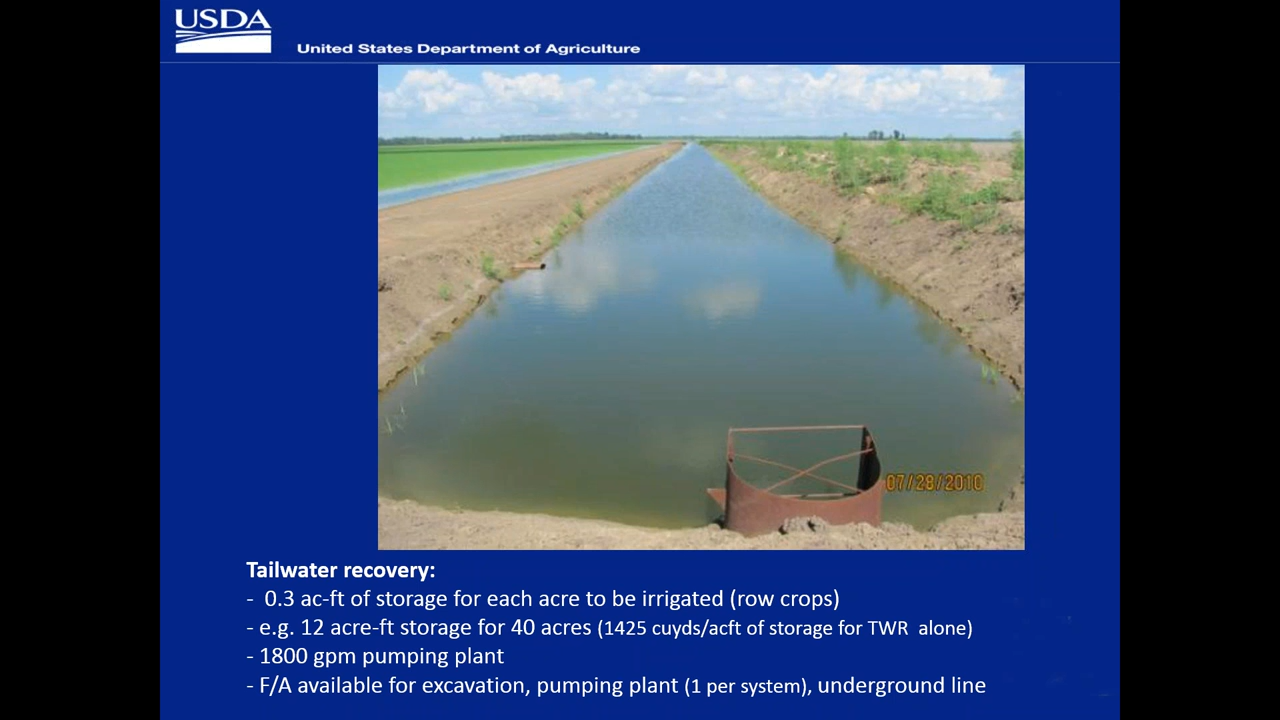 USDA
United States Department of Agriculture
07/28/2010
Tailwater recovery:
- 0.3 ac-ft of storage for each acre to be irrigated (row crops)
- e.g. 12 acre-ft storage for 40 acres (1425 cuyds/acft of storage for TWR alone)
- 1800 gpm pumping plant
- F/A available for excavation, pumping plant (1 per system), underground line